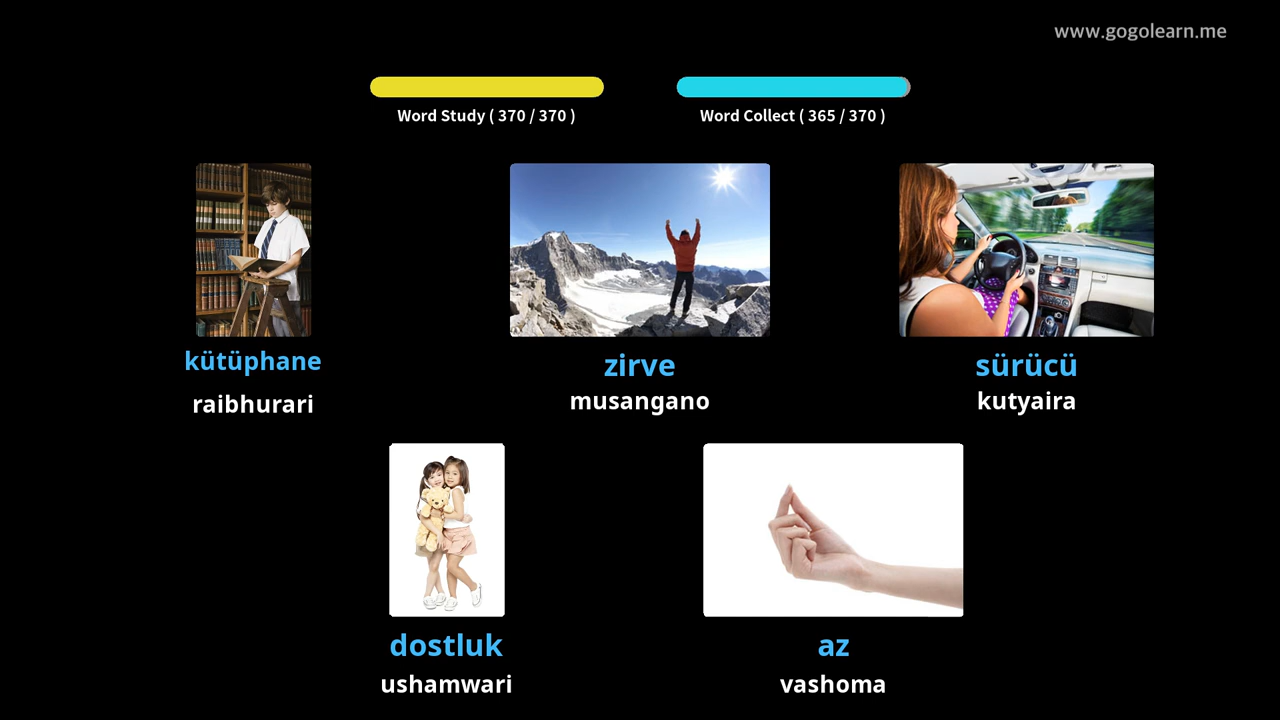 www.gogolearn.me
Word Study ( 370 / 370 )
Word Collect ( 365 / 370 )
kütüphane
raibhurari
zirve
musangano
sürücü
kutyaira
dostluk
ushamwari
az
vashoma